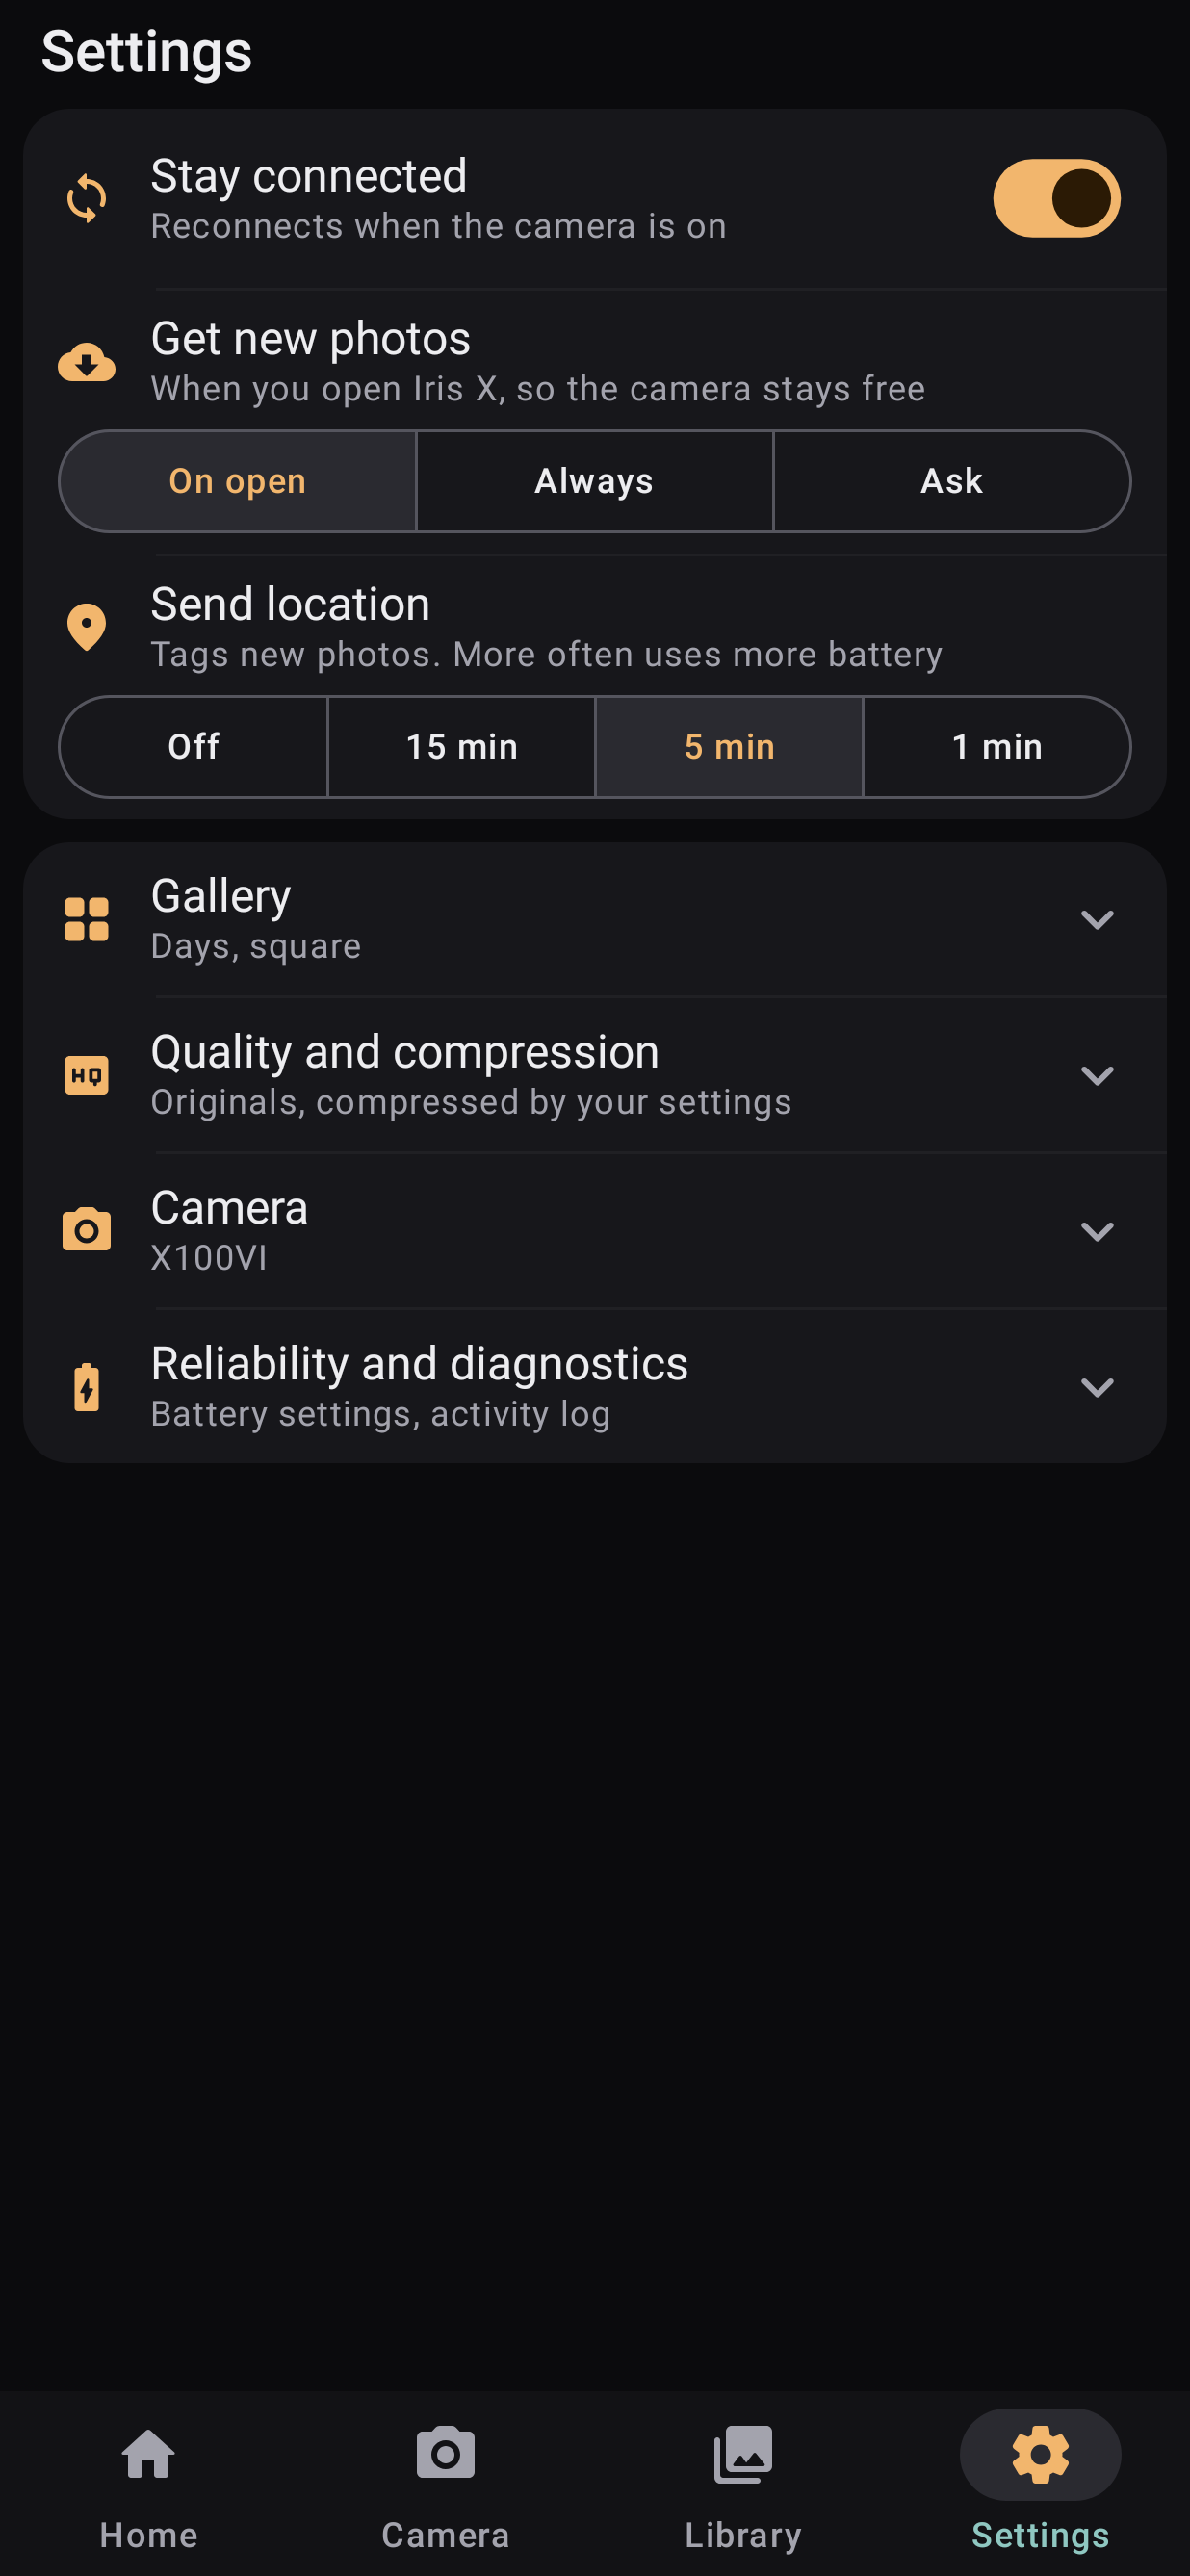 Settings
Stay connected
Reconnects when the camera is on
Get new photos
When you open Iris X, so the camera stays free
On open
Always
Ask
Send location
Tags new photos. More often uses more battery
Off
15 min
5 min
1 min
Gallery
Days, square
HQ
Quality and compression
Originals, compressed by your settings
Camera
X100VI
Reliability and diagnostics
Battery settings, activity log
Home
Camera
Library
Settings